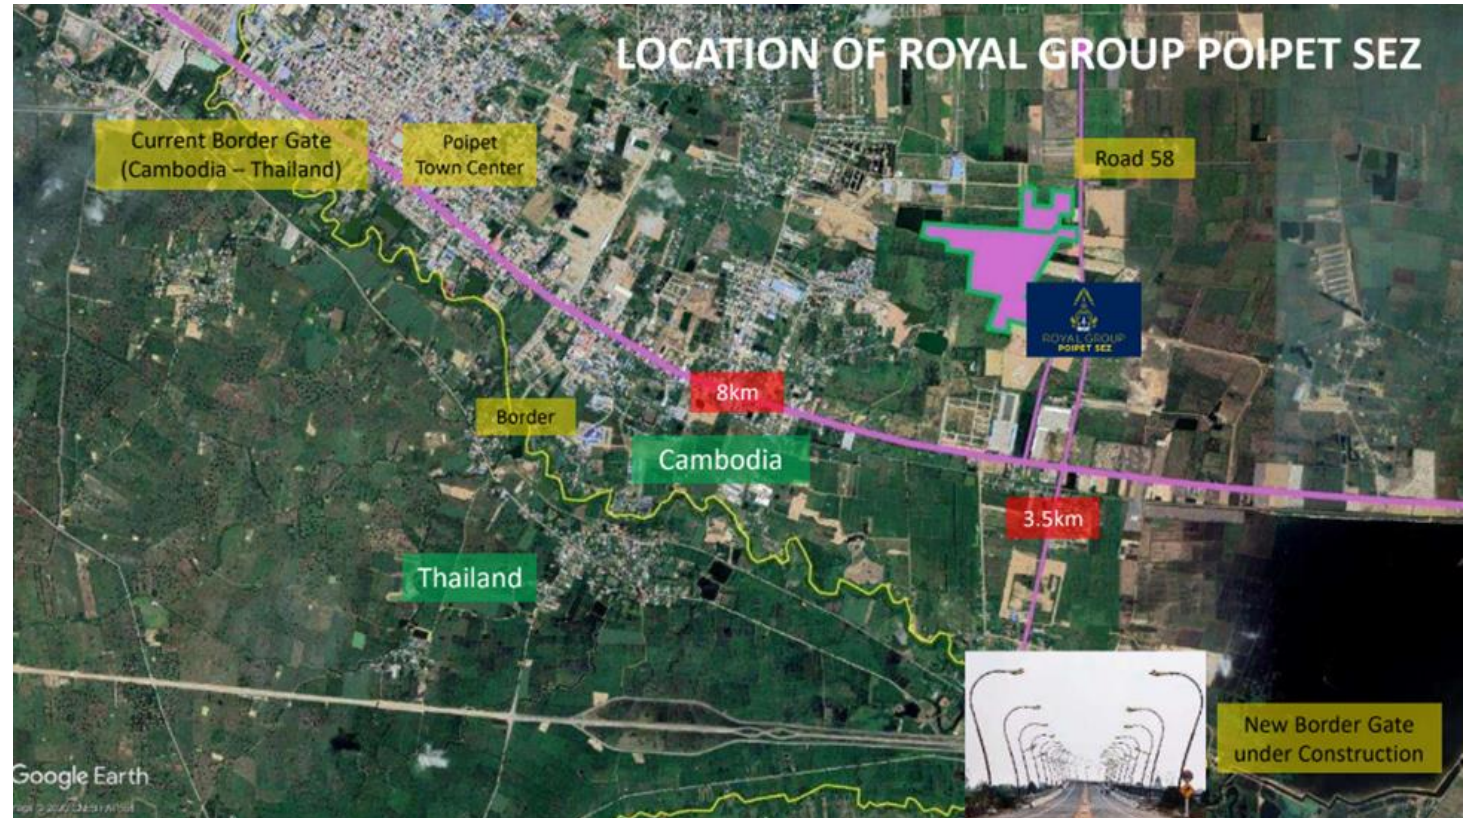 LOCATION OF ROYAL GROUP POIPET SEZ
Current Border Gate
(Cambodia – Thailand)
Poipet
Town Center
Road 58
ROYAL GROUP
POIPET SEZ
8km
Border
Cambodia
3.5km
Thailand
New Border Gate
under Construction
Google Earth